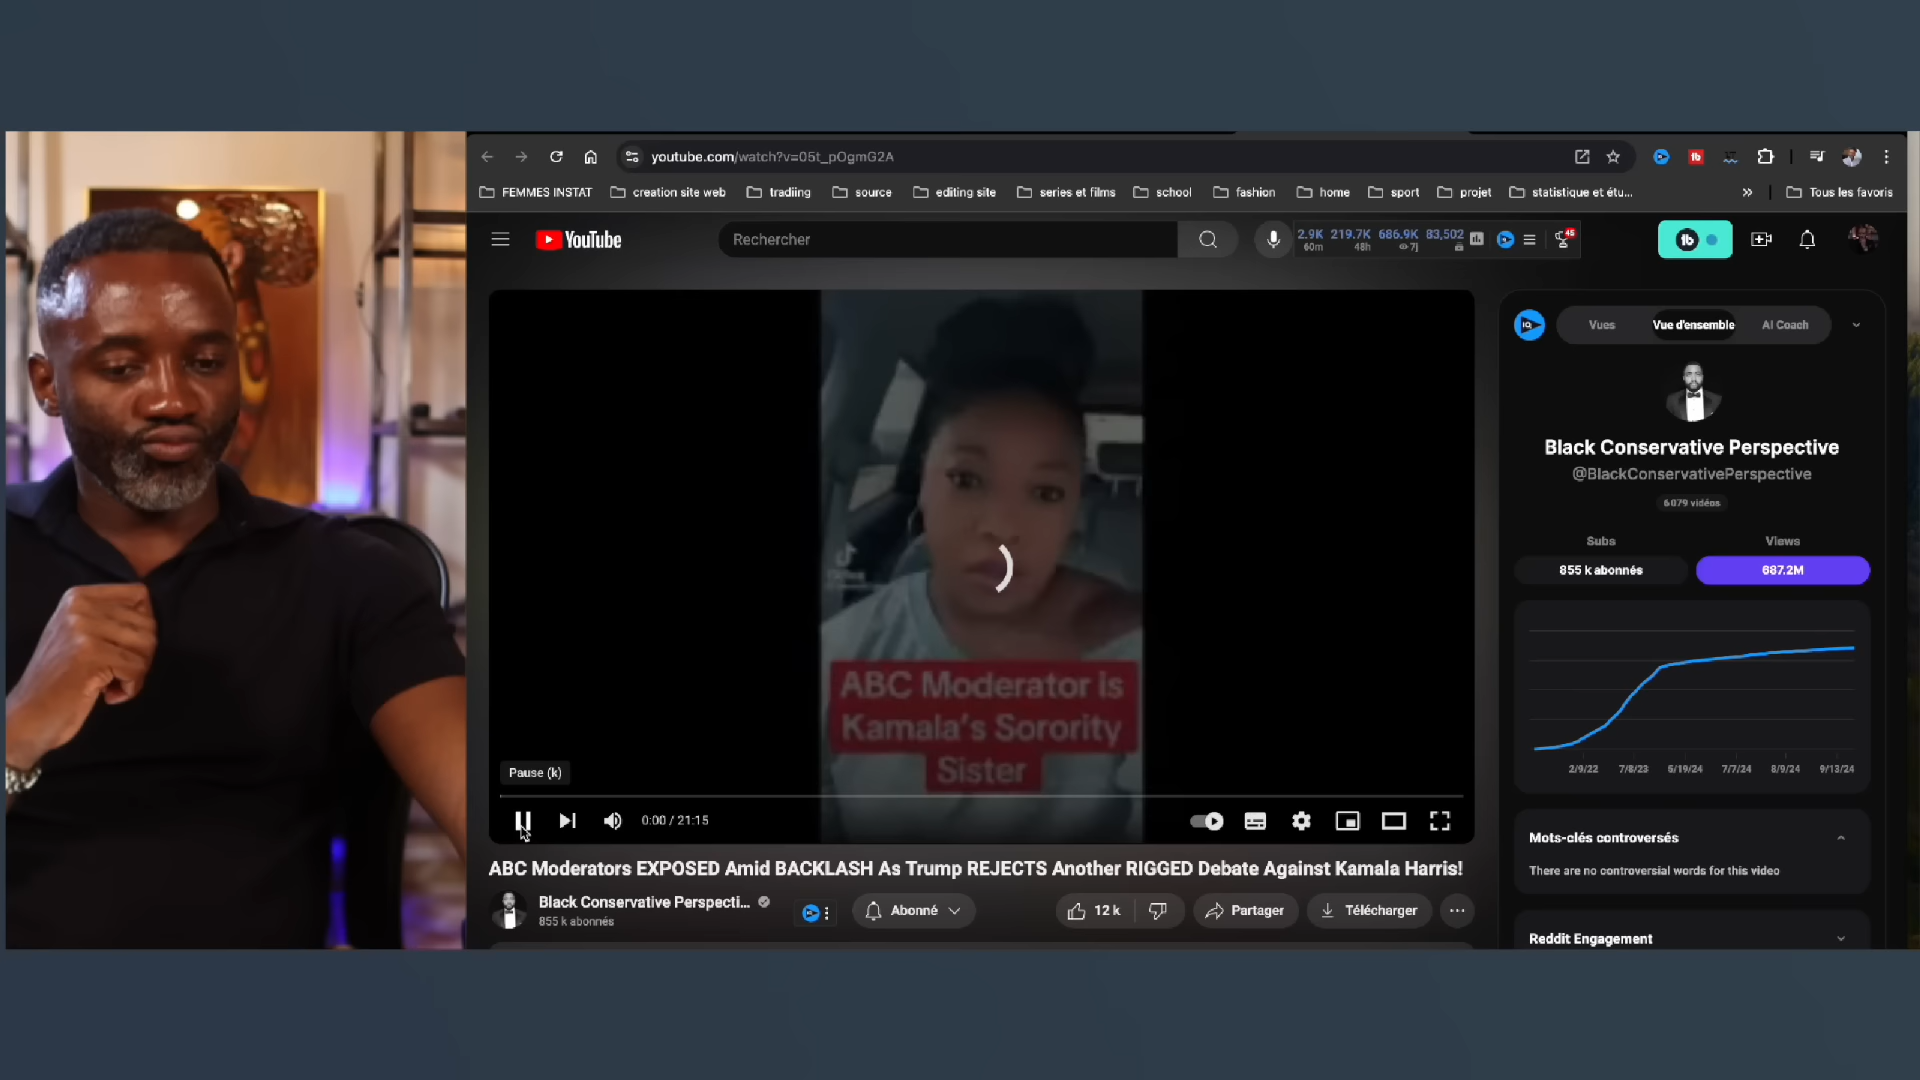 youtube.com/watch?v=05t_pOgmG2A
FEMMES INSTAT
creation site web
tradiing
source
editing site
series et films
school
fashion
home
sport
projet
statistique et étu...
Tous les favoris
YouTube
Rechercher
2.9K 219.7K 686.9K 83,502
60m 48h 7j
45
Vues
Vue d'ensemble
AI Coach
Black Conservative Perspective
@BlackConservativePerspective
6 079 vidéos
Subs
Views
855 k abonnés
687.2M
2/9/22 7/8/23 5/19/24 7/7/24 8/9/24 9/13/24
Mots-clés controversés
There are no controversial words for this video
Reddit Engagement
ABC Moderator is
Kamala's Sorority
Sister
Pause (k)
0:00 / 21:15
ABC Moderators EXPOSED Amid BACKLASH As Trump REJECTS Another RIGGED Debate Against Kamala Harris!
Black Conservative Perspecti...
855 k abonnés
Abonné
12 k
Partager
Télécharger